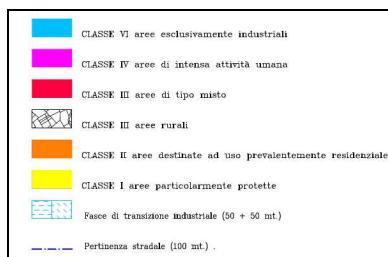 CLASSE VI aree esclusivamente industriali
CLASSE IV aree di intensa attività umana
CLASSE III aree di tipo misto
CLASSE III aree rurali
CLASSE II aree destinate ad uso prevalentemente residenziale
CLASSE I aree particolarmente protette
Fasce di transizione industriale (50 + 50 mt.)
Pertinenza stradale (100 mt.) .